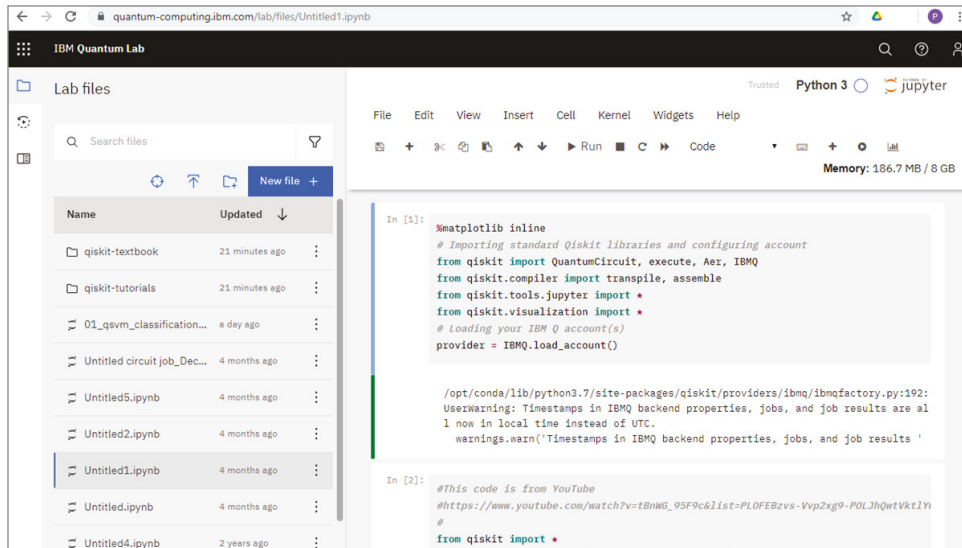 quantum-computing.ibm.com/lab/files/Untitled1.ipynb
P
IBM Quantum Lab
Lab files
Search files
New file +
Name Updated
qiskit-textbook 21 minutes ago
qiskit-tutorials 21 minutes ago
01_qsvm_classification... a day ago
Untitled circuit job_Dec... 4 months ago
Untitled5.ipynb 4 months ago
Untitled2.ipynb 4 months ago
Untitled1.ipynb 4 months ago
Untitled.ipynb 4 months ago
Untitled4.ipynb 2 years ago
Trusted Python 3 jupyter
File Edit View Insert Cell Kernel Widgets Help
Run Code
Memory: 186.7 MB / 8 GB
In [1]:
%matplotlib inline
# Importing standard Qiskit libraries and configuring account
from qiskit import QuantumCircuit, execute, Aer, IBMQ
from qiskit.compiler import transpile, assemble
from qiskit.tools.jupyter import *
from qiskit.visualization import *
# Loading your IBM Q account(s)
provider = IBMQ.load_account()
/opt/conda/lib/python3.7/site-packages/qiskit/providers/ibmq/ibmqfactory.py:192:
UserWarning: Timestamps in IBMQ backend properties, jobs, and job results are al
l now in local time instead of UTC.
warnings.warn('Timestamps in IBMQ backend properties, jobs, and job results '
In [2]:
#This code is from YouTube
#
from qiskit import *